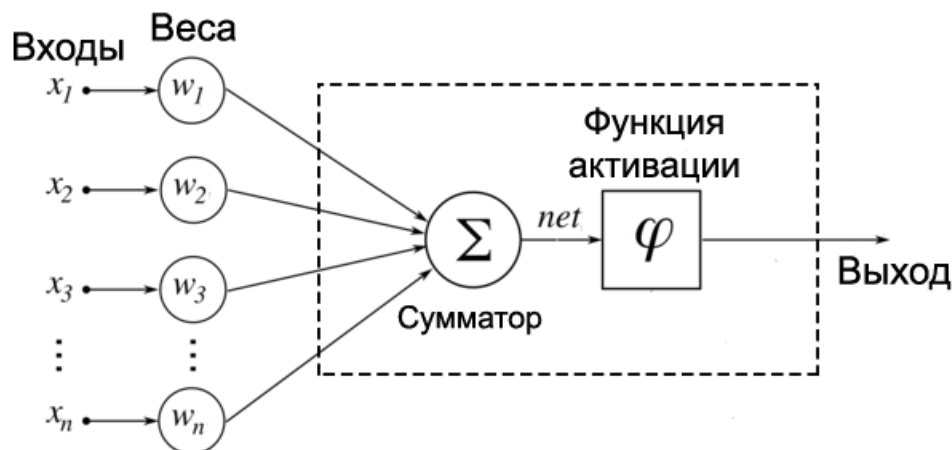 Входы Веса
x1 w1
x2 w2
x3 w3
⋮ ⋮
xn wn
Σ
Сумматор
net
Функция
активации
φ
Выход